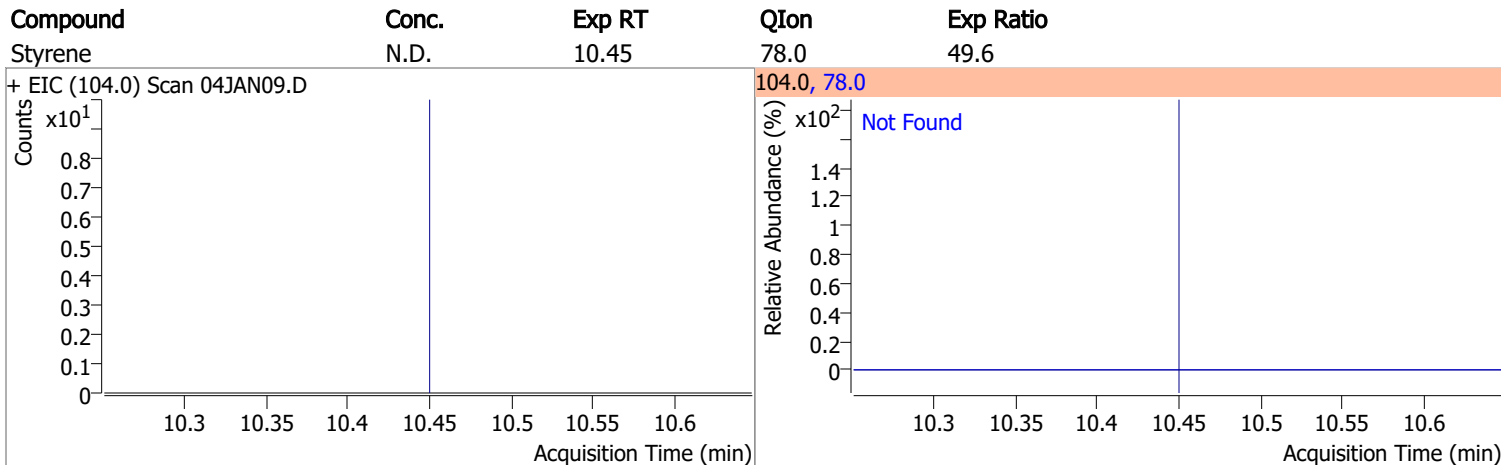 Compound Conc. Exp RT QIon Exp Ratio
Styrene N.D. 10.45 78.0 49.6
+ EIC (104.0) Scan 04JAN09.D
Counts
x10¹
0.8
0.7
0.6
0.5
0.4
0.3
0.2
0.1
0
10.3 10.35 10.4 10.45 10.5 10.55 10.6
Acquisition Time (min)
104.0, 78.0
Relative Abundance (%)
x10²
Not Found
1.4
1.2
1
0.8
0.6
0.4
0.2
0
10.3 10.35 10.4 10.45 10.5 10.55 10.6
Acquisition Time (min)